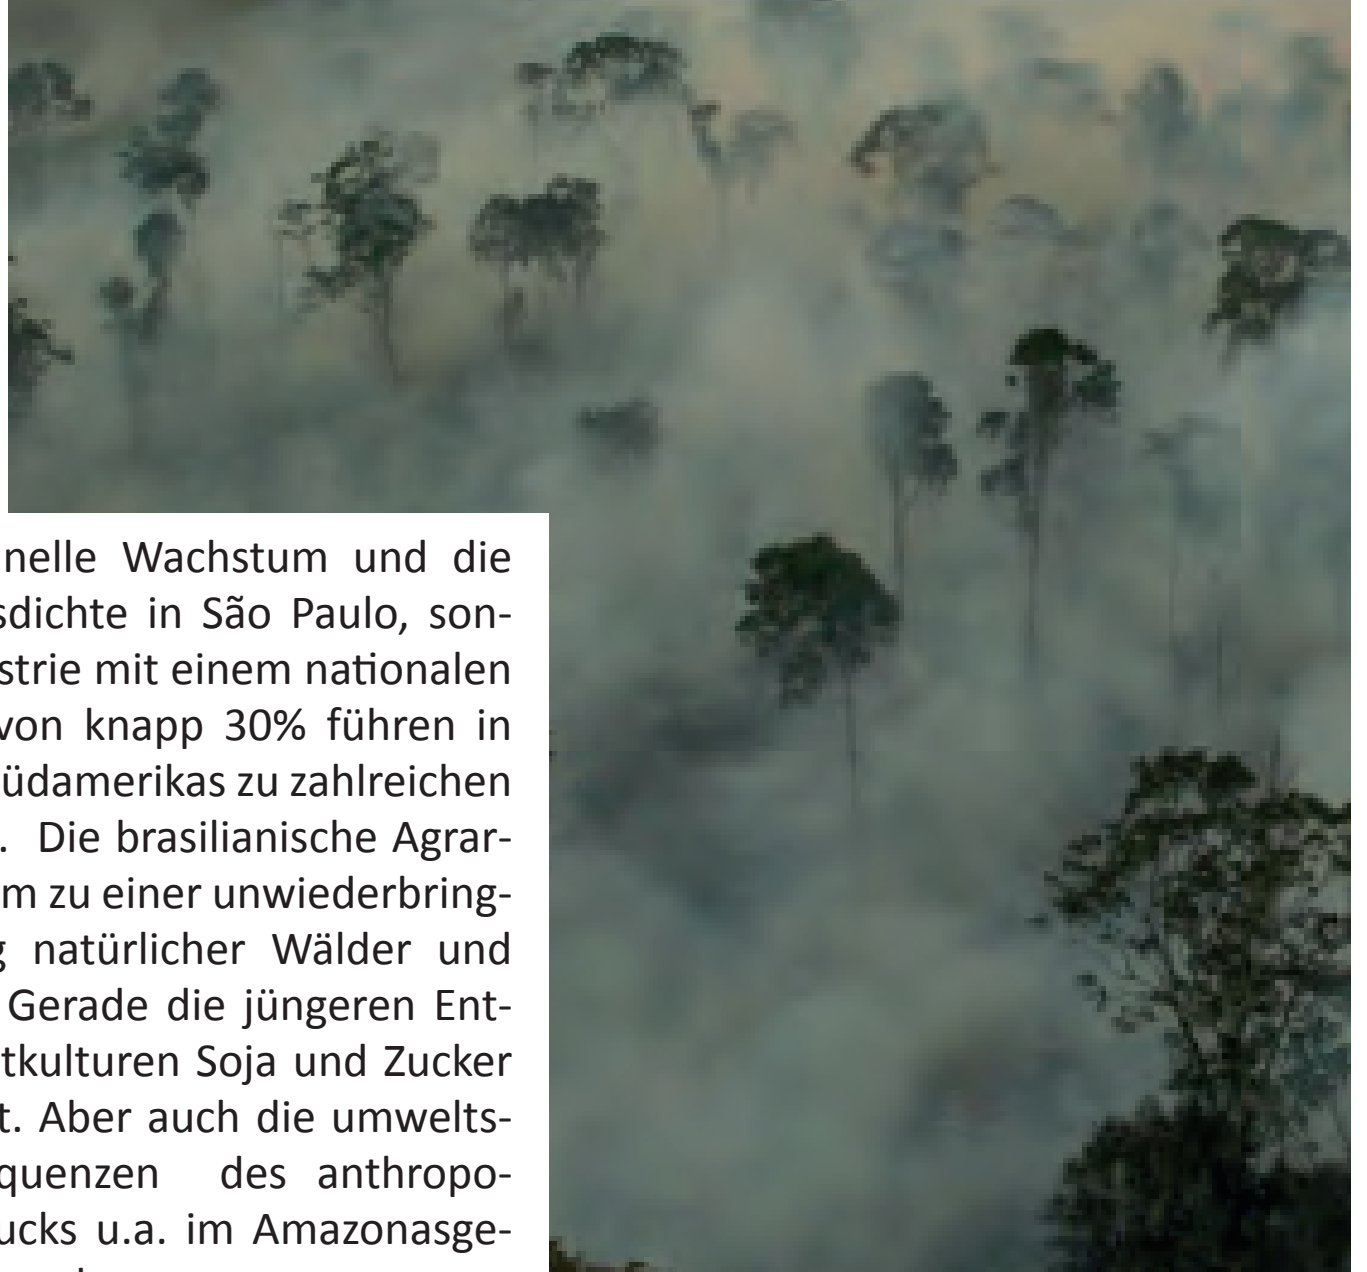 nelle Wachstum und die
sdichte in São Paulo, son-
strie mit einem nationalen
von knapp 30% führen in
üdamerikas zu zahlreichen
. Die brasilianische Agrar-
m zu einer unwiederbring-
g natürlicher Wälder und
Gerade die jüngeren Ent-
tkulturen Soja und Zucker
t. Aber auch die umwelts-
quenzen des anthropo-
ucks u.a. im Amazonasge-